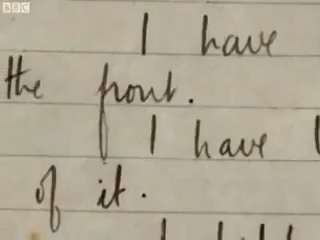 BBC
I have
the front.
I have
of it.